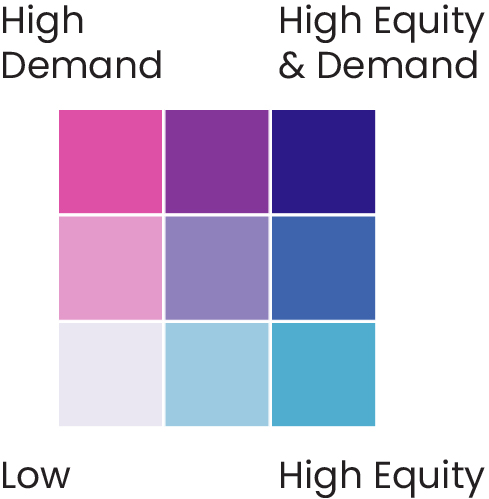 High
Demand
High Equity
& Demand
Low
High Equity